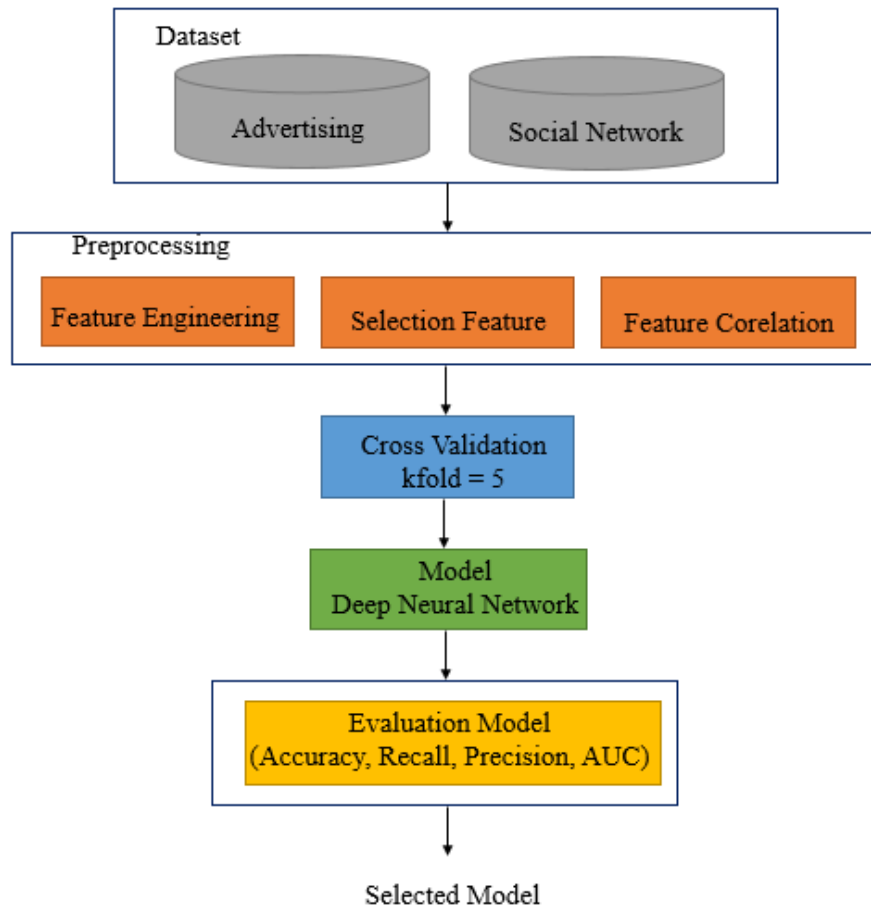 Dataset
Advertising
Social Network
Preprocessing
Feature Engineering
Selection Feature
Feature Corelation
Cross Validation
kfold = 5
Model
Deep Neural Network
Evaluation Model
(Accuracy, Recall, Precision, AUC)
Selected Model